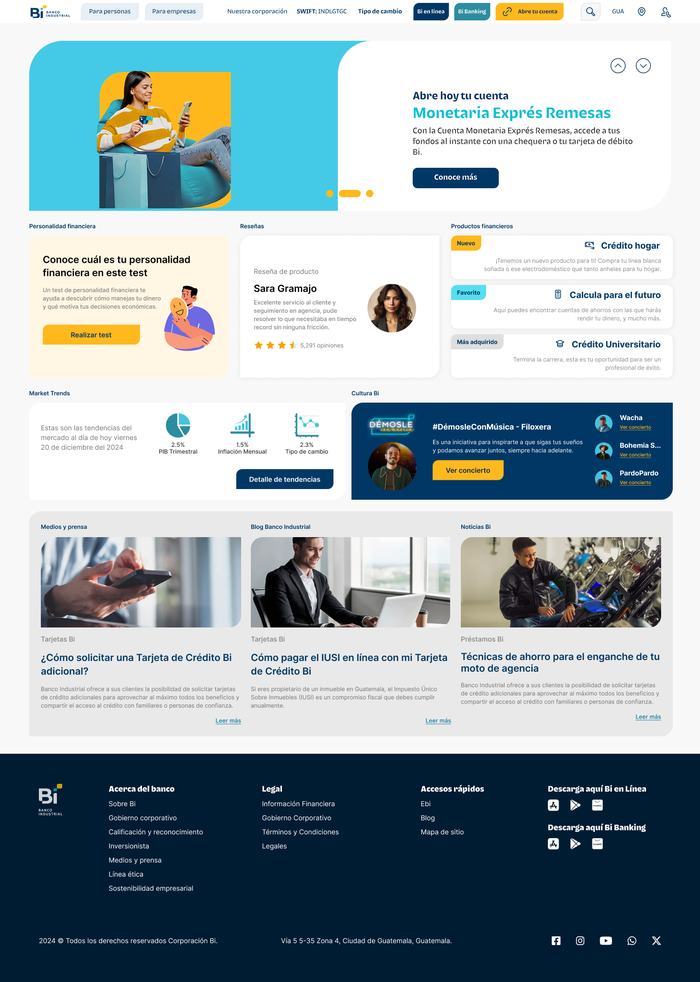 Bi BANCO INDUSTRIAL
Para personas
Para empresas
Nuestra corporación
SWIFT: INDLGTGC
Tipo de cambio
Bi en línea
Bi Banking
Abre tu cuenta
GUA
Abre hoy tu cuenta
Monetaria Exprés Remesas
Con la Cuenta Monetaria Exprés Remesas, accede a tus
fondos al instante con una chequera o tu tarjeta de débito
Bi.
Conoce más
Personalidad financiera
Conoce cuál es tu personalidad
financiera en este test
Un test de personalidad financiera te
ayuda a descubrir cómo manejas tu dinero
y qué motiva tus decisiones económicas.
Realizar test
Reseñas
Reseña de producto
Sara Gramajo
Excelente servicio al cliente y
seguimiento en agencia, pude
resolver lo que necesitaba en tiempo
record sin ninguna fricción.
5,291 opiniones
Productos financieros
Nuevo
Crédito hogar
¡Tenemos un nuevo producto para ti! Compra tu línea blanca
soñada o ese electrodoméstico que tanto anhelas para tu hogar.
Favorito
Calcula para el futuro
Aquí puedes encontrar cuentas de ahorros con las que harás
rendir tu dinero, y mucho más.
Más adquirido
Crédito Universitario
Termina la carrera, esta es tu oportunidad para ser un
profesional de éxito.
Market Trends
Estas son las tendencias del
mercado al día de hoy viernes
20 de diciembre del 2024
2.5%
PIB Trimestral
1.5%
Inflación Mensual
2.3%
Tipo de cambio
Detalle de tendencias
Cultura Bi
DÉMOSLE
#DémosleConMúsica - Filoxera
Es una iniciativa para inspirarte a que sigas tus sueños
y podamos avanzar juntos, siempre hacia adelante.
Ver concierto
Wacha
Ver concierto
Bohemia S...
Ver concierto
PardoPardo
Ver concierto
Medios y prensa
Tarjetas Bi
¿Cómo solicitar una Tarjeta de Crédito Bi
adicional?
Banco Industrial ofrece a sus clientes la posibilidad de solicitar tarjetas
de crédito adicionales para aprovechar al máximo todos los beneficios y
compartir el acceso al crédito con familiares o personas de confianza.
Leer más
Blog Banco Industrial
Tarjetas Bi
Cómo pagar el IUSI en línea con mi Tarjeta
de Crédito Bi
Si eres propietario de un inmueble en Guatemala, el Impuesto Único
Sobre Inmuebles (IUSI) es un compromiso fiscal que debes cumplir
anualmente.
Leer más
Noticias Bi
Préstamos Bi
Técnicas de ahorro para el enganche de tu
moto de agencia
Banco Industrial ofrece a sus clientes la posibilidad de solicitar tarjetas
de crédito adicionales para aprovechar al máximo todos los beneficios y
compartir el acceso al crédito con familiares o personas de confianza.
Leer más
Bi
BANCO
INDUSTRIAL
Acerca del banco
Sobre Bi
Gobierno corporativo
Calificación y reconocimiento
Inversionista
Medios y prensa
Línea ética
Sostenibilidad empresarial
Legal
Información Financiera
Gobierno Corporativo
Términos y Condiciones
Legales
Accesos rápidos
Ebi
Blog
Mapa de sitio
Descarga aquí Bi en Línea
Descarga aquí Bi Banking
2024 © Todos los derechos reservados Corporación Bi.
Vía 5 5-35 Zona 4, Ciudad de Guatemala, Guatemala.